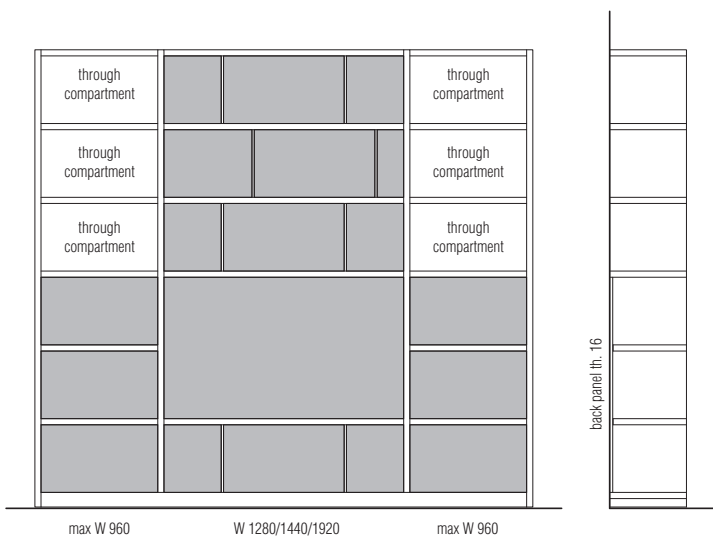 through
compartment
through
compartment
through
compartment
through
compartment
through
compartment
through
compartment
back panel th. 16
max W 960
W 1280/1440/1920
max W 960